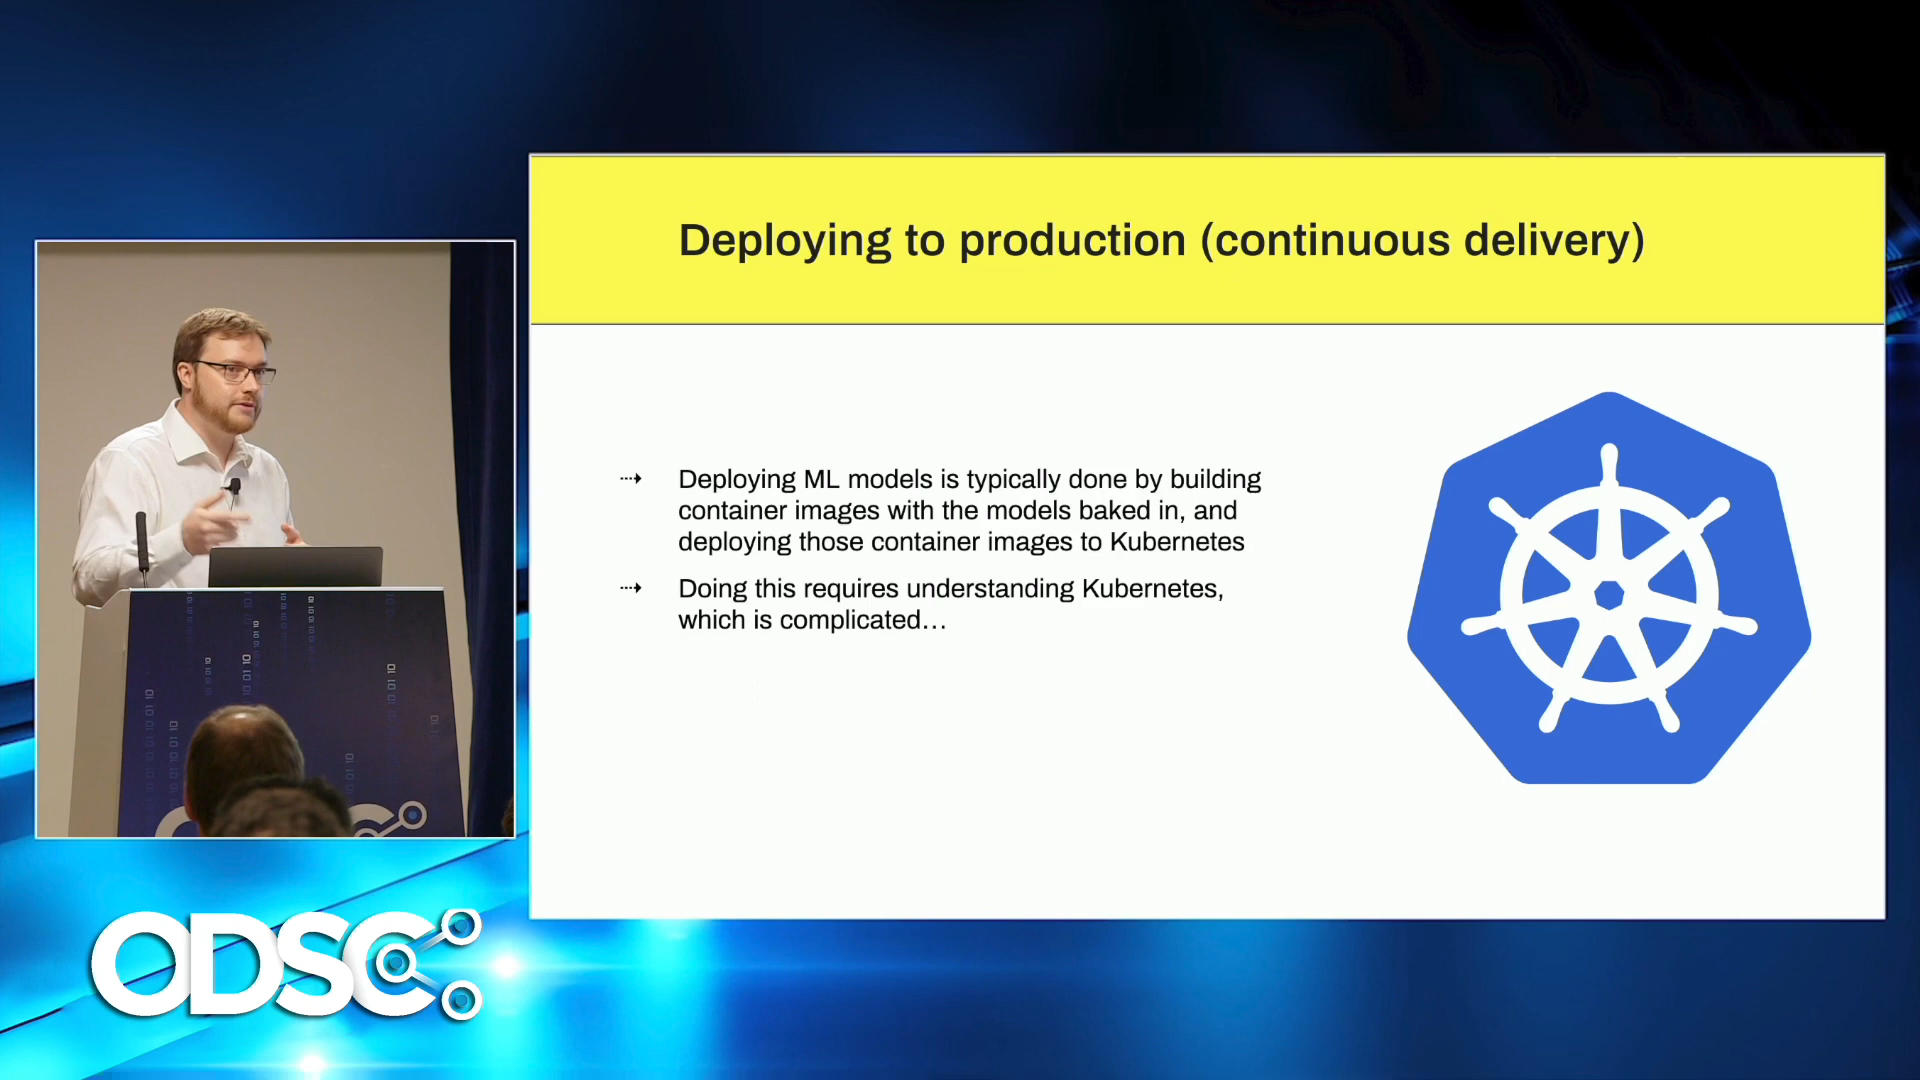 Deploying to production (continuous delivery)
⇢ Deploying ML models is typically done by building
container images with the models baked in, and
deploying those container images to Kubernetes
⇢ Doing this requires understanding Kubernetes,
which is complicated…
ODSC